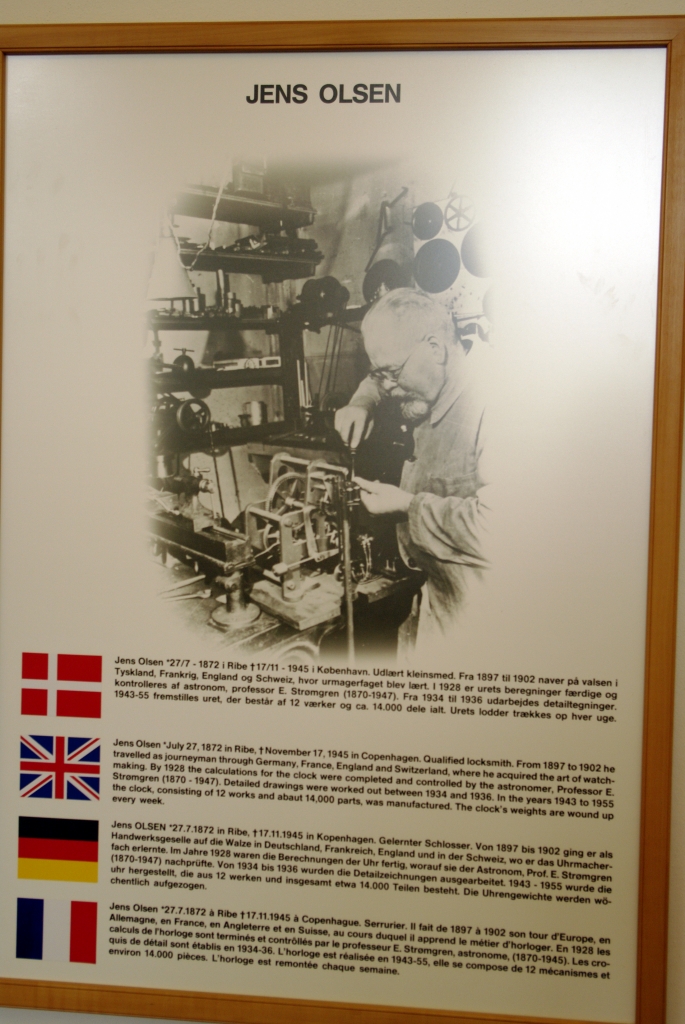 JENS OLSEN
Jens Olsen *27/7 - 1872 i Ribe †17/11 - 1945 i København. Udlært kleinsmed. Fra 1897 til 1902 naver på valsen i
Tyskland, Frankrig, England og Schweiz, hvor urmagerfaget blev lært. I 1928 er urets beregninger færdige og
kontrolleres af astronom, professor E. Strømgren (1870-1947). Fra 1934 til 1936 udarbejdes detailtegninger.
1943-55 fremstilles uret, der består af 12 værker og ca. 14.000 dele ialt. Urets lodder trækkes op hver uge.
Jens Olsen *July 27, 1872 in Ribe, †November 17, 1945 in Copenhagen. Qualified locksmith. From 1897 to 1902 he
travelled as journeyman through Germany, France, England and Switzerland, where he acquired the art of watch-
making. By 1928 the calculations for the clock were completed and controlled by the astronomer, Professor E.
Strømgren (1870 - 1947). Detailed drawings were worked out between 1934 and 1936. In the years 1943 to 1955
the clock, consisting of 12 works and abaut 14,000 parts, was manufactured. The clock's weights are wound up
every week.
Jens OLSEN *27.7.1872 in Ribe, †17.11.1945 in Kopenhagen. Gelernter Schlosser. Von 1897 bis 1902 ging er als
Handwerksgeselle auf die Walze in Deutschland, Frankreich, England und in der Schweiz, wo er das Uhrmacher-
fach erlernte. Im Jahre 1928 waren die Berechnungen der Uhr fertig, worauf sie der Astronom, Prof. E. Strømgren
(1870-1947) nachprüfte. Von 1934 bis 1936 wurden die Detailzeichnungen ausgearbeitet. 1943 - 1955 wurde die
uhr hergestellt, die aus 12 werken und insgesamt etwa 14.000 Teilen besteht. Die Uhrengewichte werden wö-
chentlich aufgezogen.
Jens Olsen *27.7.1872 à Ribe †17.11.1945 à Copenhague. Serrurier. Il fait de 1897 à 1902 son tour d'Europe, en
Allemagne, en France, en Angleterre et en Suisse, au cours duquel il apprend le métier d'horloger. En 1928 les
calculs de l'horloge sont terminés et contrôllés par le professeur E. Strømgren, astronome, (1870-1945). Les cro-
quis de détail sont établis en 1934-36. L'horloge est réalisée en 1943-55, elle se compose de 12 mécanismes et
environ 14.000 pièces. L'horloge est remontée chaque semaine.